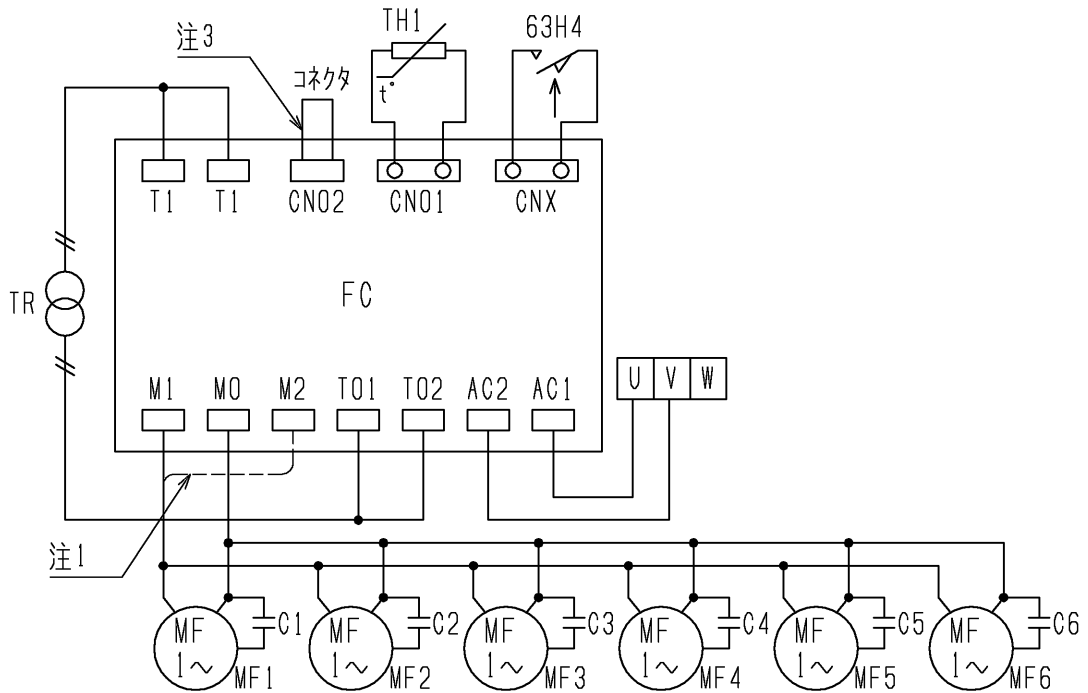 注3
TH1
63H4
コネクタ
t°
T1 T1 CN02 CN01 CNX
TR
FC
U V W
M1 M0 M2 T01 T02 AC2 AC1
注1
MF 1~ C1 MF1
MF 1~ C2 MF2
MF 1~ C3 MF3
MF 1~ C4 MF4
MF 1~ C5 MF5
MF 1~ C6 MF6